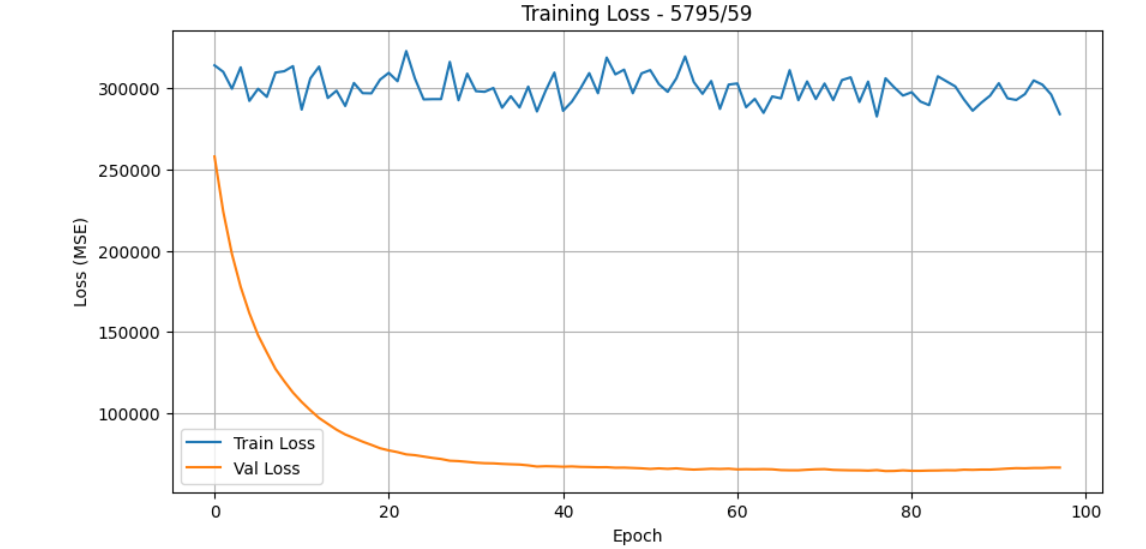 Training Loss - 5795/59
300000
250000
200000
150000
100000
Loss (MSE)
Train Loss
Val Loss
0 20 40 60 80 100
Epoch